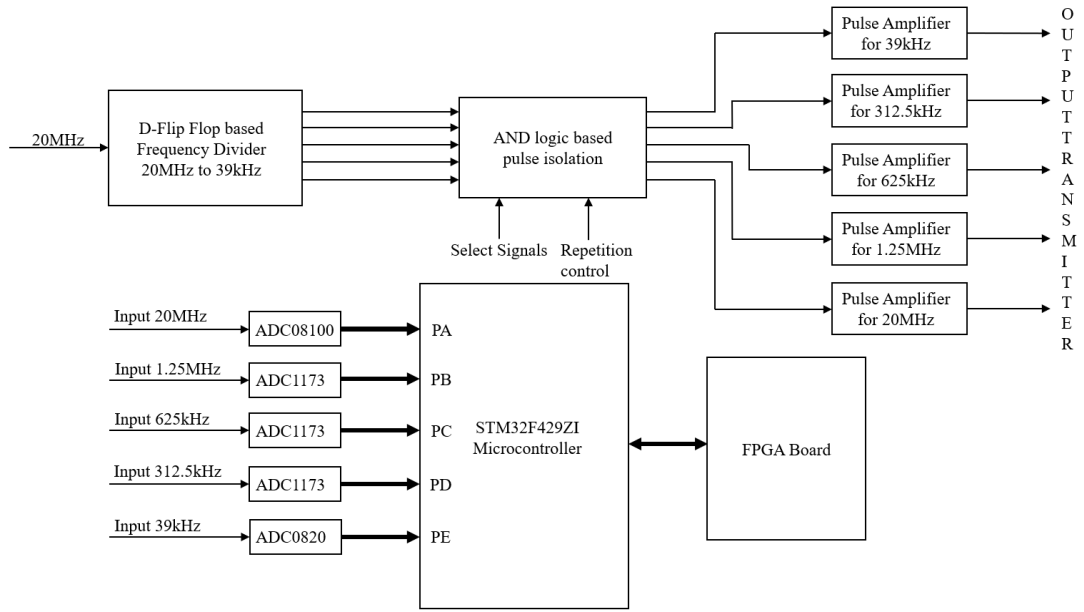 20MHz
D-Flip Flop based
Frequency Divider
20MHz to 39kHz
AND logic based
pulse isolation
Select Signals
Repetition
control
Pulse Amplifier
for 39kHz
Pulse Amplifier
for 312.5kHz
Pulse Amplifier
for 625kHz
Pulse Amplifier
for 1.25MHz
Pulse Amplifier
for 20MHz
OUTPUTTRANSMITTER
Input 20MHz
ADC08100
PA
Input 1.25MHz
ADC1173
PB
Input 625kHz
ADC1173
PC
Input 312.5kHz
ADC1173
PD
Input 39kHz
ADC0820
PE
STM32F429ZI
Microcontroller
FPGA Board